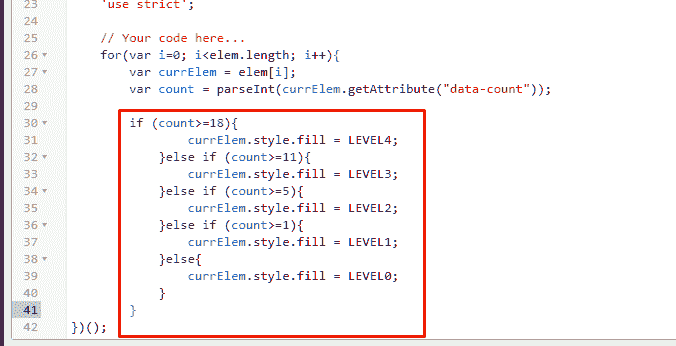 23 'use strict';
24
25 // Your code here...
26 for(var i=0; i<elem.length; i++){
27 var currElem = elem[i];
28 var count = parseInt(currElem.getAttribute("data-count"));
29
30 if (count>=18){
31 currElem.style.fill = LEVEL4;
32 }else if (count>=11){
33 currElem.style.fill = LEVEL3;
34 }else if (count>=5){
35 currElem.style.fill = LEVEL2;
36 }else if (count>=1){
37 currElem.style.fill = LEVEL1;
38 }else{
39 currElem.style.fill = LEVEL0;
40 }
41 }
42 })();